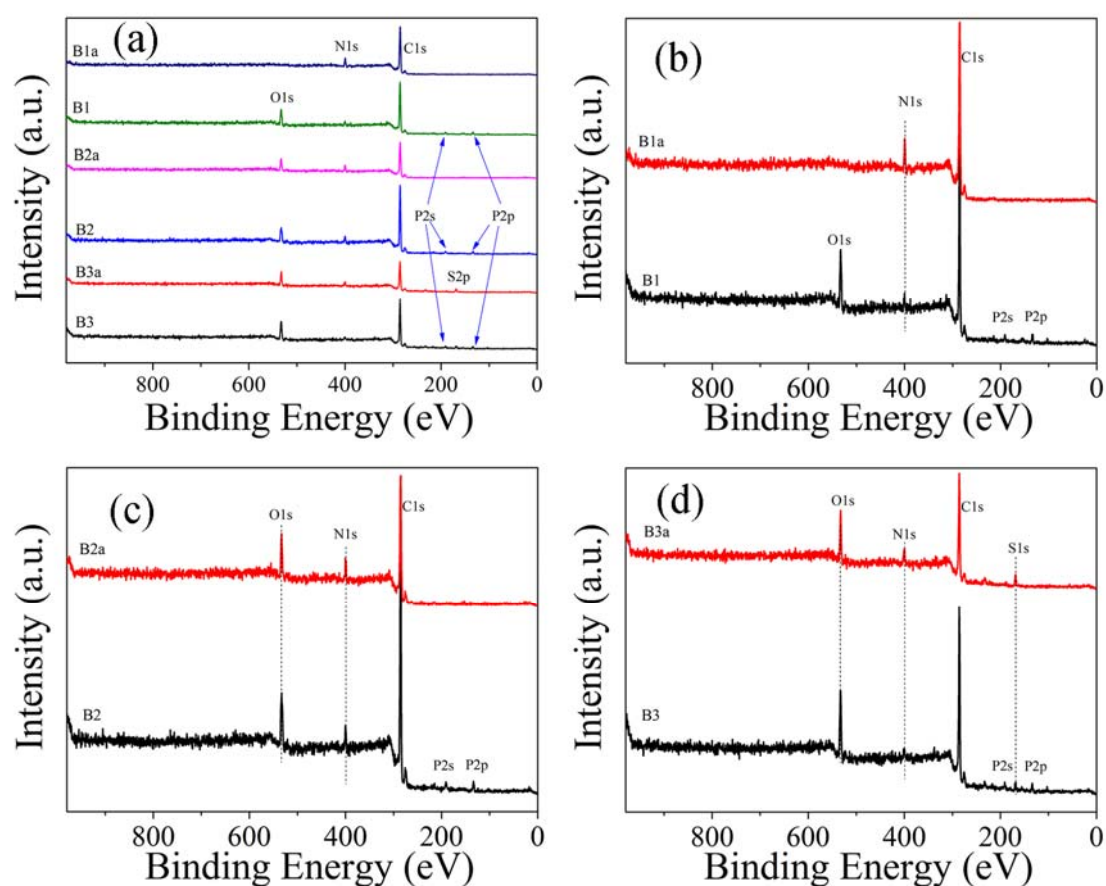 (a)
B1a
N1s
C1s
B1
O1s
B2a
P2s
P2p
B2
B3a
S2p
B3
Intensity (a.u.)
800 600 400 200 0
Binding Energy (eV)
(b)
C1s
N1s
B1a
O1s
B1
P2s P2p
Intensity (a.u.)
800 600 400 200 0
Binding Energy (eV)
(c)
C1s
O1s
N1s
B2a
B2
P2s P2p
Intensity (a.u.)
800 600 400 200 0
Binding Energy (eV)
(d)
C1s
O1s
N1s
B3a
S1s
B3
P2s P2p
Intensity (a.u.)
800 600 400 200 0
Binding Energy (eV)